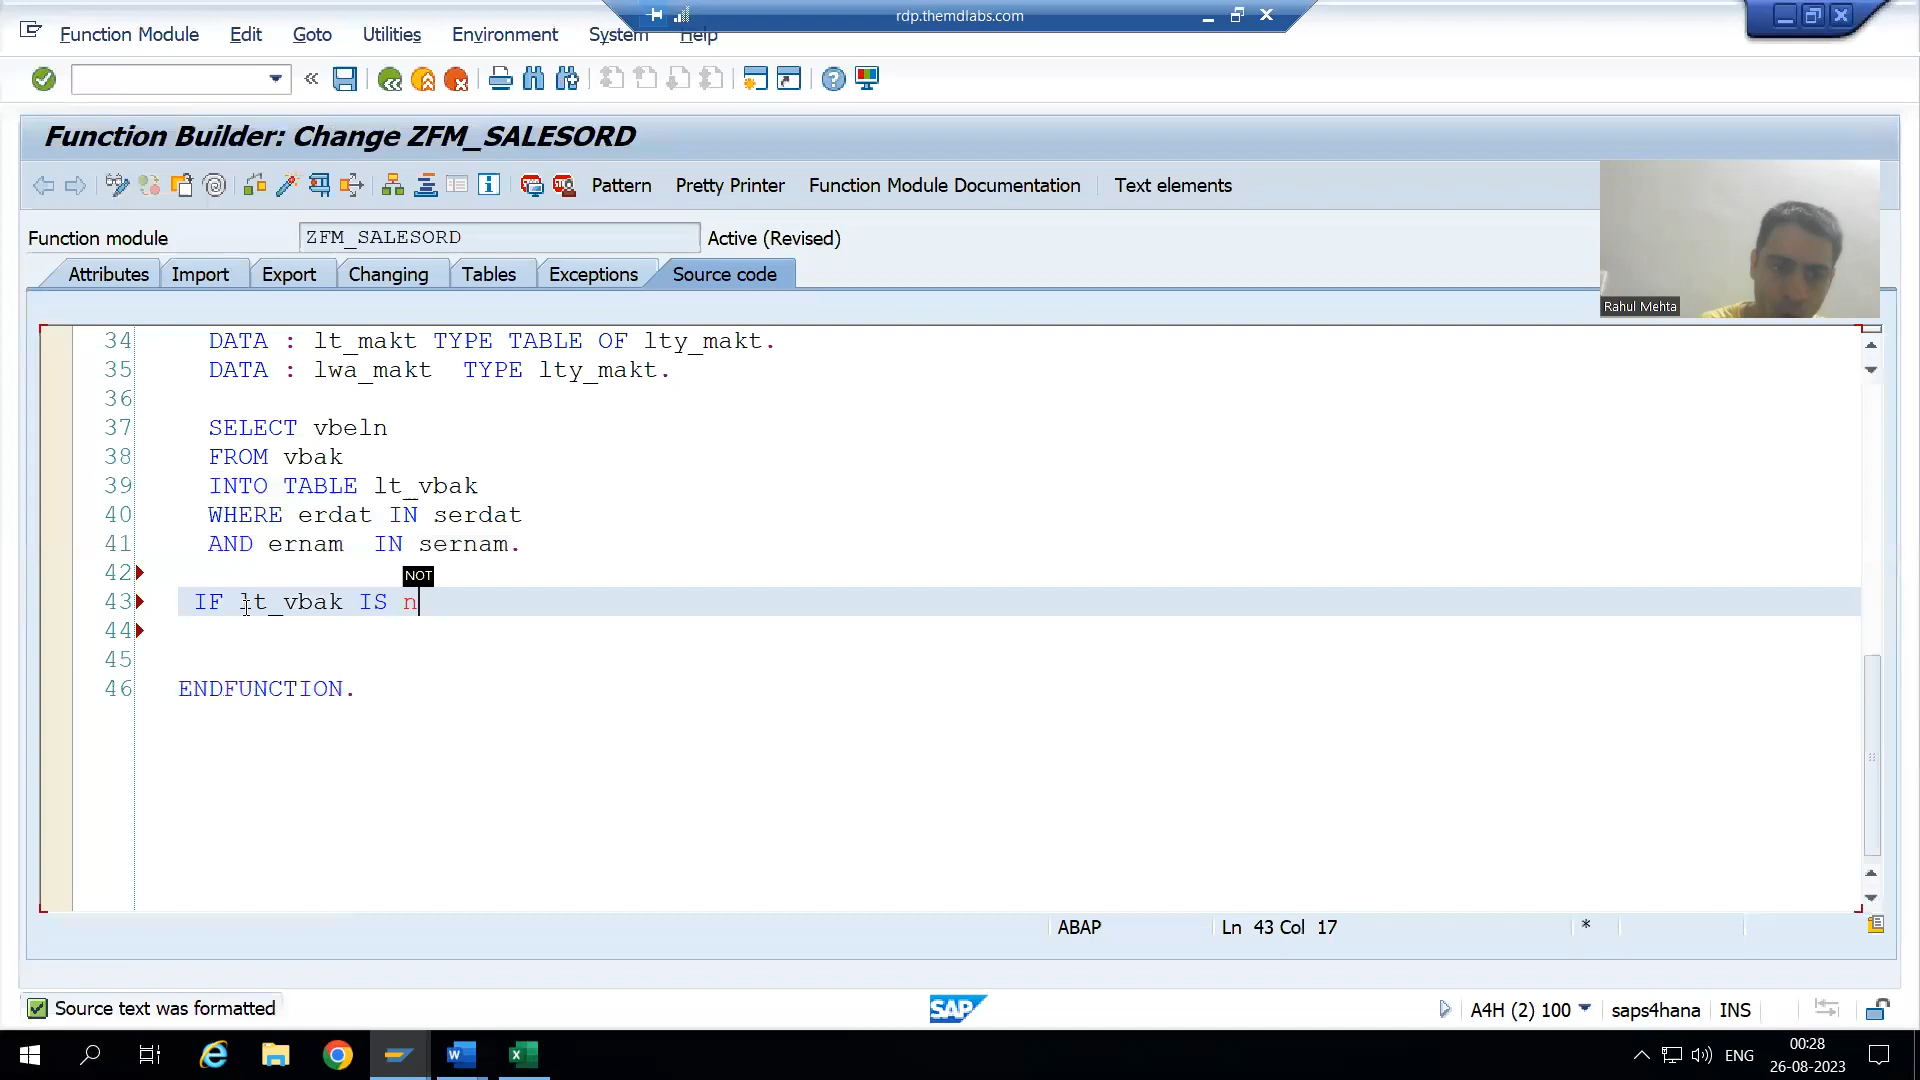 rdp.themdlabs.com
Function Module Edit Goto Utilities Environment System Help
Function Builder: Change ZFM_SALESORD
Pattern Pretty Printer Function Module Documentation Text elements
Function module ZFM_SALESORD Active (Revised)
Attributes Import Export Changing Tables Exceptions Source code
Rahul Mehta
34 DATA : lt_makt TYPE TABLE OF lty_makt.
35 DATA : lwa_makt TYPE lty_makt.
36
37 SELECT vbeln
38 FROM vbak
39 INTO TABLE lt_vbak
40 WHERE erdat IN serdat
41 AND ernam IN sernam.
42
NOT
43 IF lt_vbak IS n
44
45
46 ENDFUNCTION.
ABAP Ln 43 Col 17 *
Source text was formatted
SAP
A4H (2) 100 saps4hana INS
ENG
00:28
26-08-2023